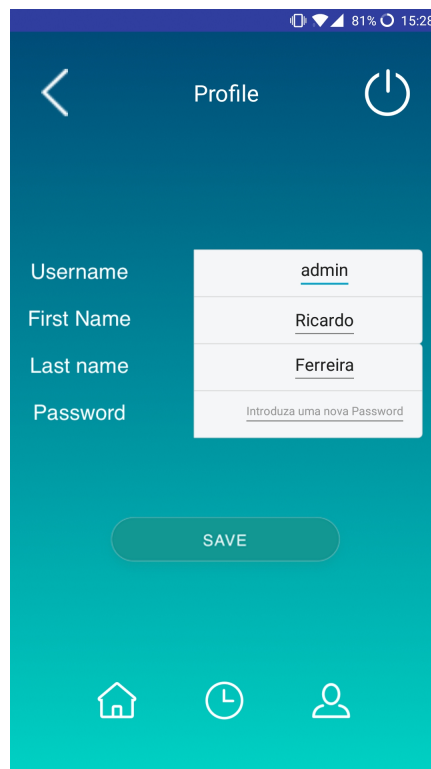 81% 15:28
Profile
Username admin
First Name Ricardo
Last name Ferreira
Password Introduza uma nova Password
SAVE